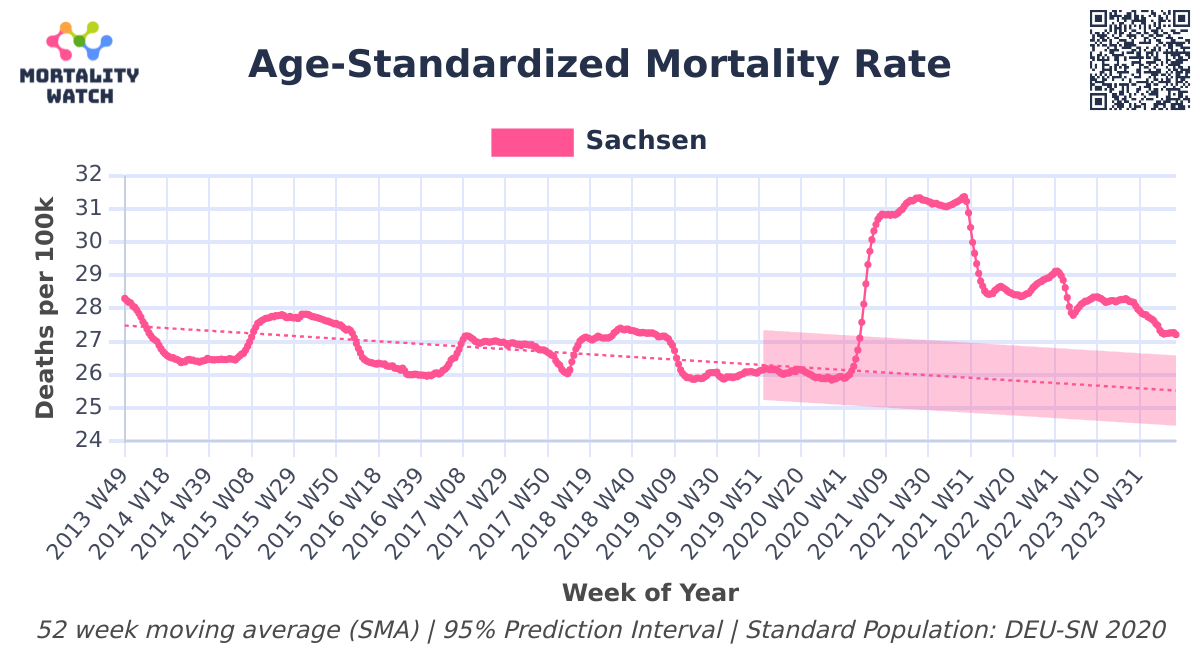 MORTALITY
WATCH
Age-Standardized Mortality Rate
Sachsen
Deaths per 100k
32
31
30
29
28
27
26
25
24
2013 W49
2014 W18
2014 W39
2015 W08
2015 W29
2015 W50
2016 W18
2016 W39
2017 W08
2017 W29
2017 W50
2018 W19
2018 W40
2019 W09
2019 W30
2019 W51
2020 W20
2020 W41
2021 W09
2021 W30
2021 W51
2022 W20
2022 W41
2023 W10
2023 W31
Week of Year
52 week moving average (SMA) | 95% Prediction Interval | Standard Population: DEU-SN 2020